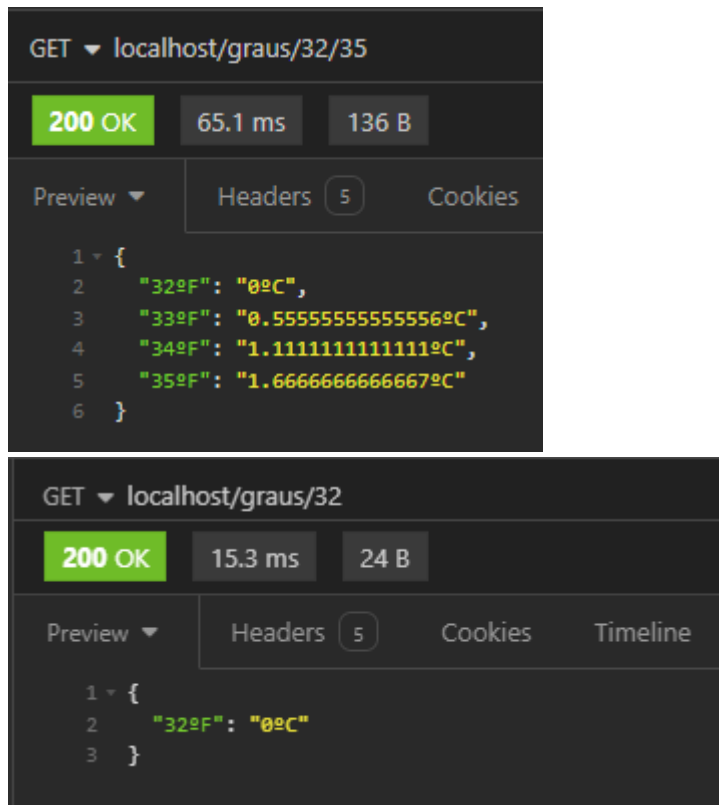 GET localhost/graus/32/35
200 OK 65.1 ms 136 B
Preview Headers 5 Cookies
1 {
2 "32ºF": "0ºC",
3 "33ºF": "0.55555555555556ºC",
4 "34ºF": "1.1111111111111ºC",
5 "35ºF": "1.6666666666667ºC"
6 }
GET localhost/graus/32
200 OK 15.3 ms 24 B
Preview Headers 5 Cookies Timeline
1 {
2 "32ºF": "0ºC"
3 }